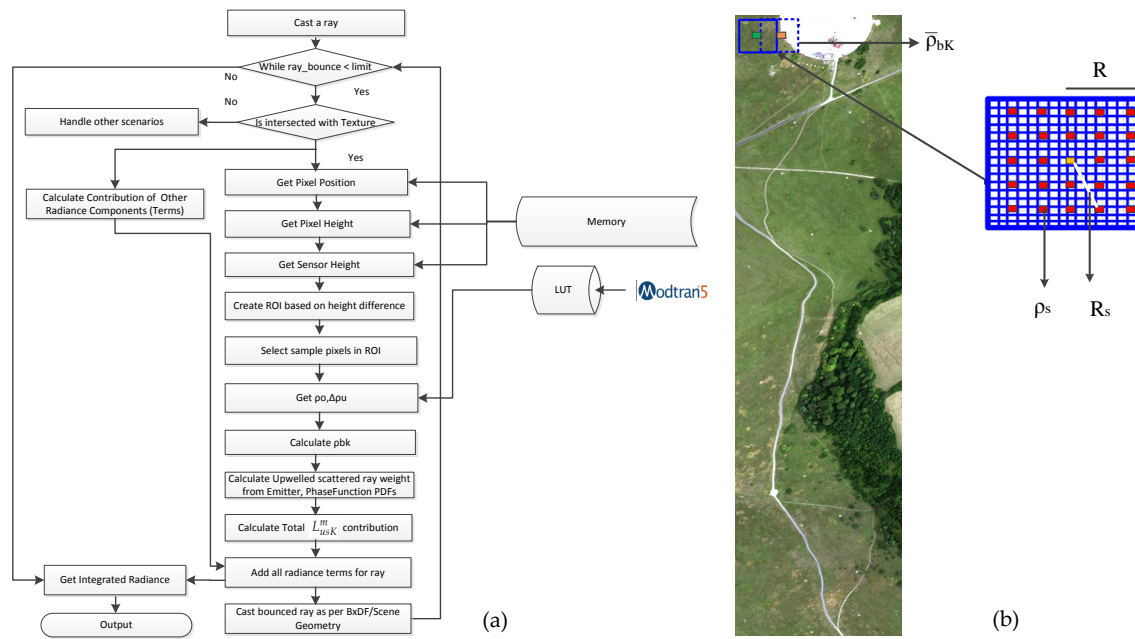 Cast a ray
While ray_bounce < limit
No
Yes
No
Is intersected with Texture
Handle other scenarios
Yes
Get Pixel Position
Calculate Contribution of Other
Radiance Components (Terms)
Get Pixel Height
Memory
Get Sensor Height
LUT
Modtran5
Create ROI based on height difference
Select sample pixels in ROI
Get ρo,Δρu
Calculate ρbk
Calculate Upwelled scattered ray weight
from Emitter, PhaseFunction PDFs
Calculate Total L_{usK}^{m} contribution
Add all radiance terms for ray
Get Integrated Radiance
Cast bounced ray as per BxDF/Scene
Geometry
Output
(a)
ρ̅bK
R
ρs
Rs
(b)